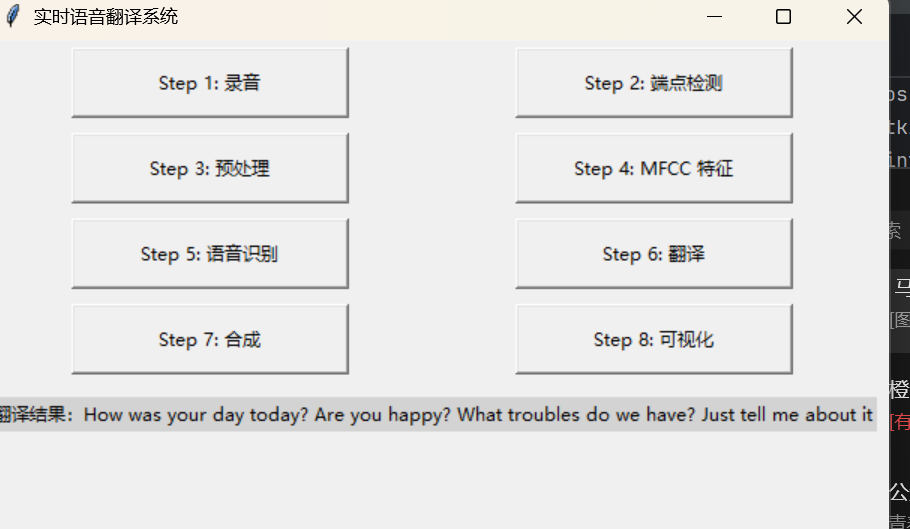 实时语音翻译系统
Step 1: 录音
Step 2: 端点检测
Step 3: 预处理
Step 4: MFCC 特征
Step 5: 语音识别
Step 6: 翻译
Step 7: 合成
Step 8: 可视化
翻译结果：How was your day today? Are you happy? What troubles do we have? Just tell me about it
os
tk
索
马
[图
橙
[有
公